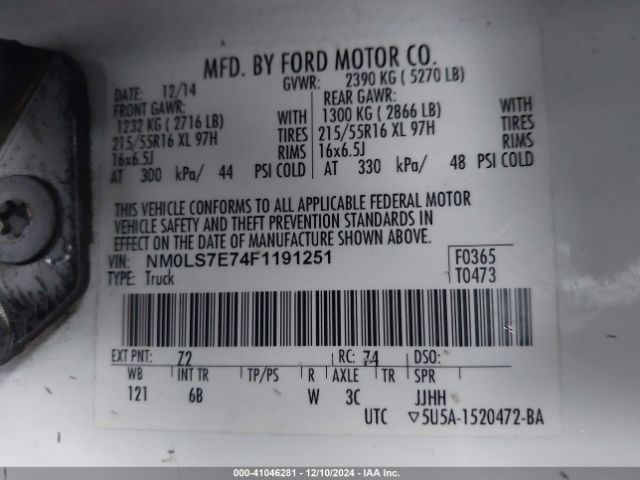 MFD. BY FORD MOTOR CO.
DATE: 12/14 GVWR: 2390 KG ( 5270 LB)
FRONT GAWR: REAR GAWR:
1232 KG ( 2716 LB) WITH 1300 KG ( 2866 LB) WITH
215/55R16 XL 97H TIRES 215/55R16 XL 97H TIRES
16x6.5J RIMS 16x6.5J RIMS
AT 300 kPa/ 44 PSI COLD AT 330 kPa/ 48 PSI COLD
THIS VEHICLE CONFORMS TO ALL APPLICABLE FEDERAL MOTOR
VEHICLE SAFETY AND THEFT PREVENTION STANDARDS IN
EFFECT ON THE DATE OF MANUFACTURE SHOWN ABOVE.
VIN: NM0LS7E74F1191251 F0365
TYPE: Truck T0473
EXT PNT: Z2 RC: 74 DSO:
WB INT TR TP/PS R AXLE TR SPR
121 6B W 3C JJHH
UTC ▽5U5A-1520472-BA
000-41046281 - 12/10/2024 - IAA Inc.